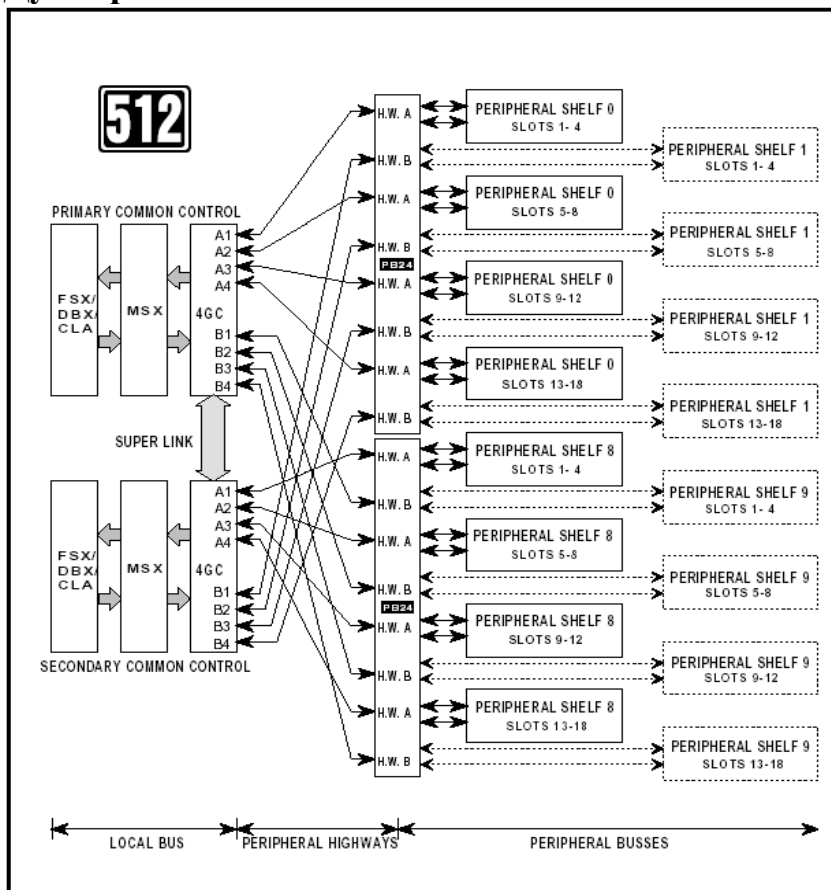 512
PRIMARY COMMON CONTROL
FSX/
DBX/
CLA
MSX
4GC
A1
A2
A3
A4
B1
B2
B3
B4
SUPER LINK
FSX/
DBX/
CLA
MSX
4GC
A1
A2
A3
A4
B1
B2
B3
B4
SECONDARY COMMON CONTROL
H.W. A
H.W. B
H.W. A
H.W. B
PB24
H.W. A
H.W. B
H.W. A
H.W. B
H.W. A
H.W. B
H.W. A
H.W. B
PB24
H.W. A
H.W. B
H.W. A
H.W. B
PERIPHERAL SHELF 0
SLOTS 1- 4
PERIPHERAL SHELF 1
SLOTS 1- 4
PERIPHERAL SHELF 0
SLOTS 5-8
PERIPHERAL SHELF 1
SLOTS 5-8
PERIPHERAL SHELF 0
SLOTS 9-12
PERIPHERAL SHELF 1
SLOTS 9-12
PERIPHERAL SHELF 0
SLOTS 13-18
PERIPHERAL SHELF 1
SLOTS 13-18
PERIPHERAL SHELF 8
SLOTS 1- 4
PERIPHERAL SHELF 9
SLOTS 1- 4
PERIPHERAL SHELF 8
SLOTS 5-8
PERIPHERAL SHELF 9
SLOTS 5-8
PERIPHERAL SHELF 8
SLOTS 9-12
PERIPHERAL SHELF 9
SLOTS 9-12
PERIPHERAL SHELF 8
SLOTS 13-18
PERIPHERAL SHELF 9
SLOTS 13-18
LOCAL BUS
PERIPHERAL HIGHWAYS
PERIPHERAL BUSSES